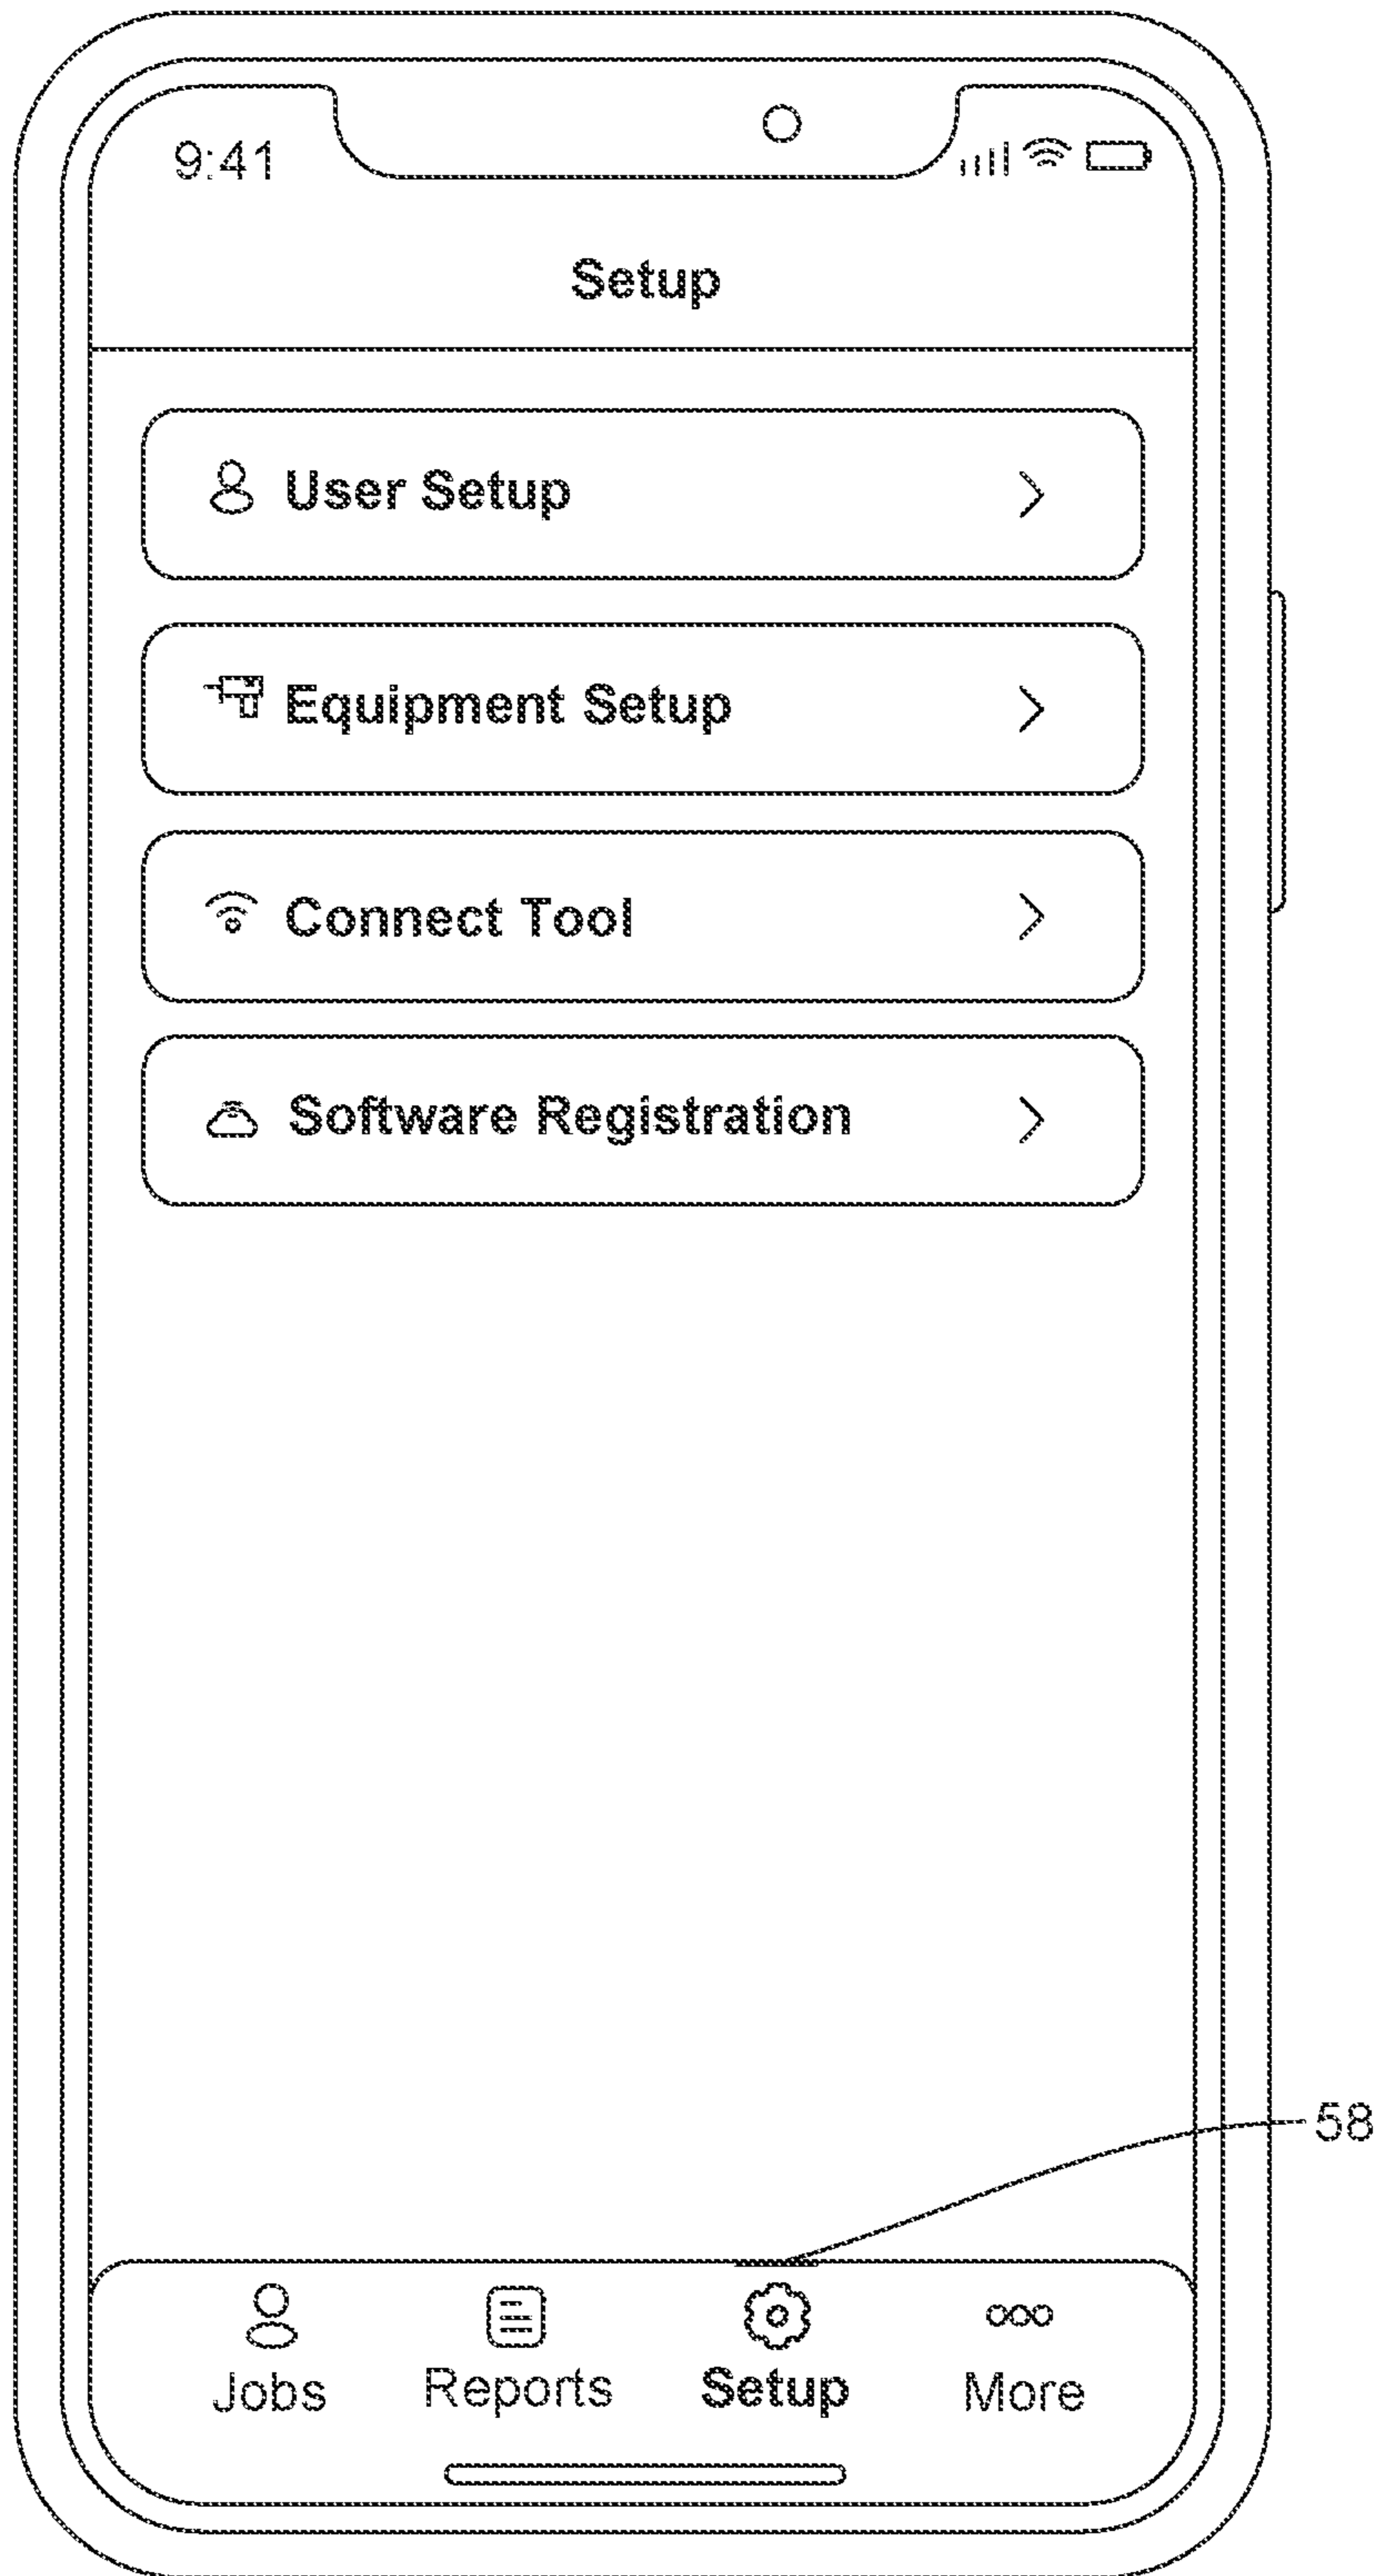 9:41
Setup
User Setup
Equipment Setup
Connect Tool
Software Registration
58
Jobs Reports Setup More